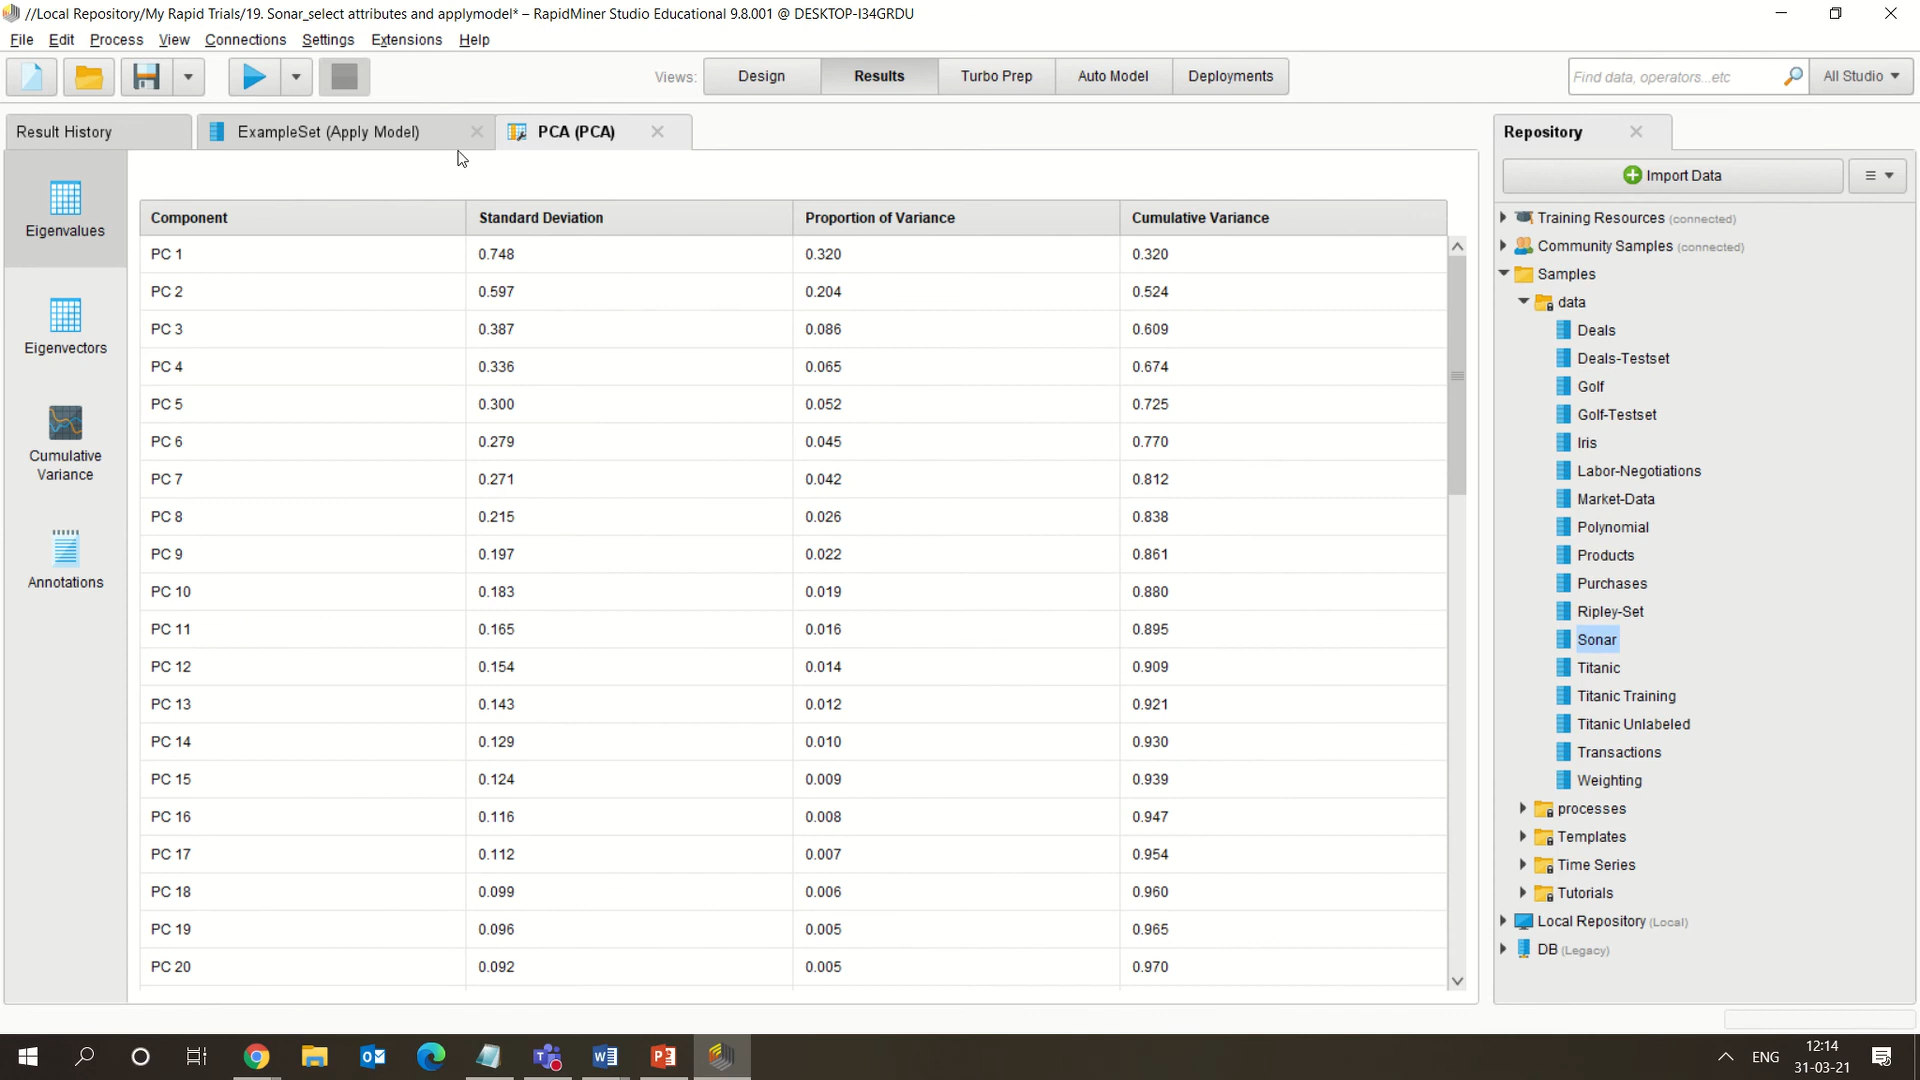 //Local Repository/My Rapid Trials/19. Sonar_select attributes and applymodel* – RapidMiner Studio Educational 9.8.001 @ DESKTOP-I34GRDU
File Edit Process View Connections Settings Extensions Help
Views: Design Results Turbo Prep Auto Model Deployments
Find data, operators...etc
All Studio
Result History
ExampleSet (Apply Model)
PCA (PCA)
Eigenvalues
Eigenvectors
Cumulative
Variance
Annotations
Component Standard Deviation Proportion of Variance Cumulative Variance
PC 1 0.748 0.320 0.320
PC 2 0.597 0.204 0.524
PC 3 0.387 0.086 0.609
PC 4 0.336 0.065 0.674
PC 5 0.300 0.052 0.725
PC 6 0.279 0.045 0.770
PC 7 0.271 0.042 0.812
PC 8 0.215 0.026 0.838
PC 9 0.197 0.022 0.861
PC 10 0.183 0.019 0.880
PC 11 0.165 0.016 0.895
PC 12 0.154 0.014 0.909
PC 13 0.143 0.012 0.921
PC 14 0.129 0.010 0.930
PC 15 0.124 0.009 0.939
PC 16 0.116 0.008 0.947
PC 17 0.112 0.007 0.954
PC 18 0.099 0.006 0.960
PC 19 0.096 0.005 0.965
PC 20 0.092 0.005 0.970
Repository
Import Data
Training Resources (connected)
Community Samples (connected)
Samples
data
Deals
Deals-Testset
Golf
Golf-Testset
Iris
Labor-Negotiations
Market-Data
Polynomial
Products
Purchases
Ripley-Set
Sonar
Titanic
Titanic Training
Titanic Unlabeled
Transactions
Weighting
processes
Templates
Time Series
Tutorials
Local Repository (Local)
DB (Legacy)
ENG
12:14
31-03-21